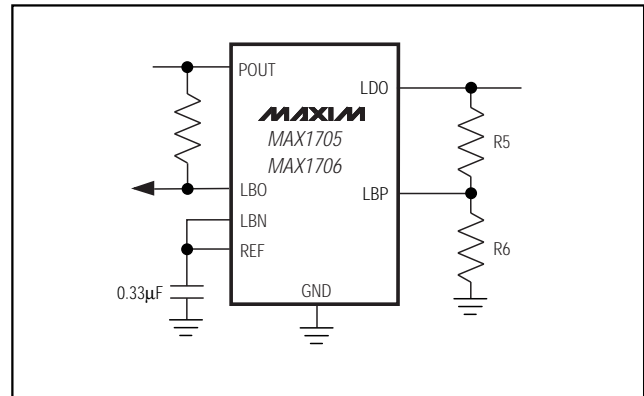 POUT
LDO
MAXIM
MAX1705
MAX1706
R5
LBO
LBP
LBN
REF
R6
0.33µF
GND